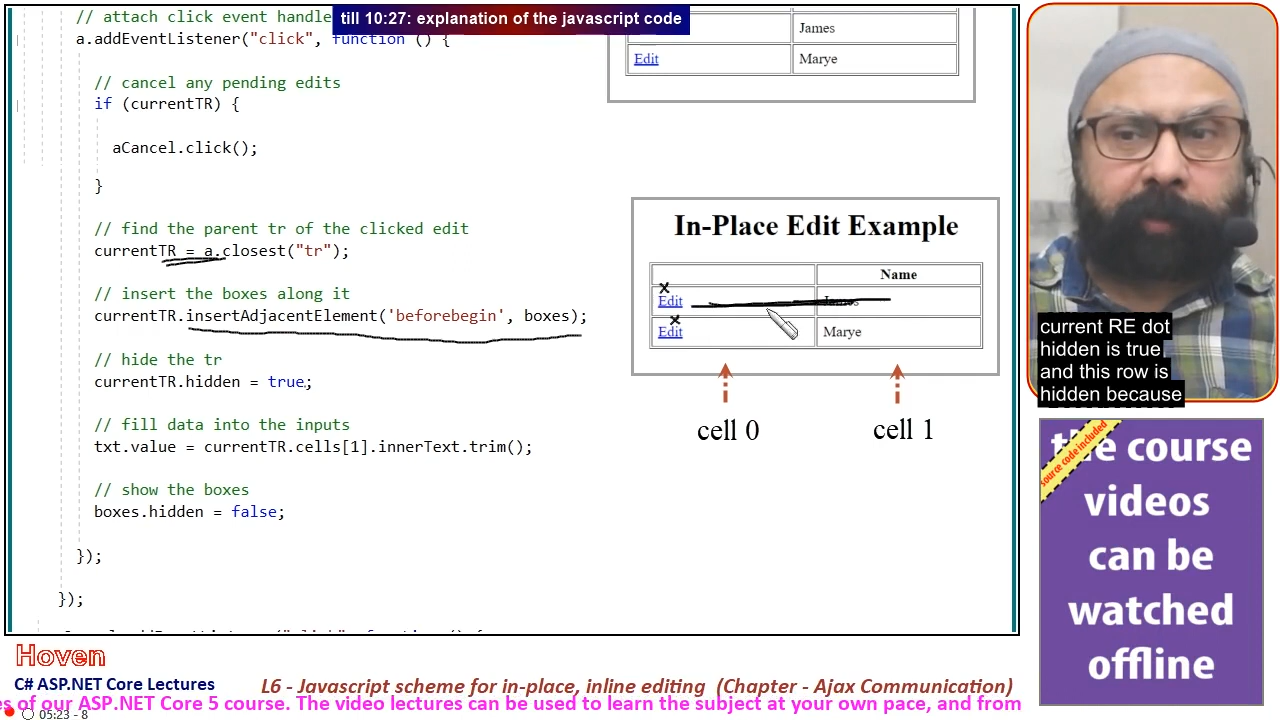 // attach click event handle
till 10:27: explanation of the javascript code
a.addEventListener("click", function () {
// cancel any pending edits
if (currentTR) {
aCancel.click();
}
// find the parent tr of the clicked edit
currentTR = a.closest("tr");
// insert the boxes along it
currentTR.insertAdjacentElement('beforebegin', boxes);
// hide the tr
currentTR.hidden = true;
// fill data into the inputs
txt.value = currentTR.cells[1].innerText.trim();
// show the boxes
boxes.hidden = false;
});
});
James
Edit Marye
In-Place Edit Example
Name
x
Edit James
x
Edit Marye
cell 0 cell 1
current RE dot
hidden is true
and this row is
hidden because
source code included
the course
videos
can be
watched
offline
Hoven
C# ASP.NET Core Lectures
L6 - Javascript scheme for in-place, inline editing (Chapter - Ajax Communication)
es of our ASP.NET Core 5 course. The video lectures can be used to learn the subject at your own pace, and from
05:23 - 8